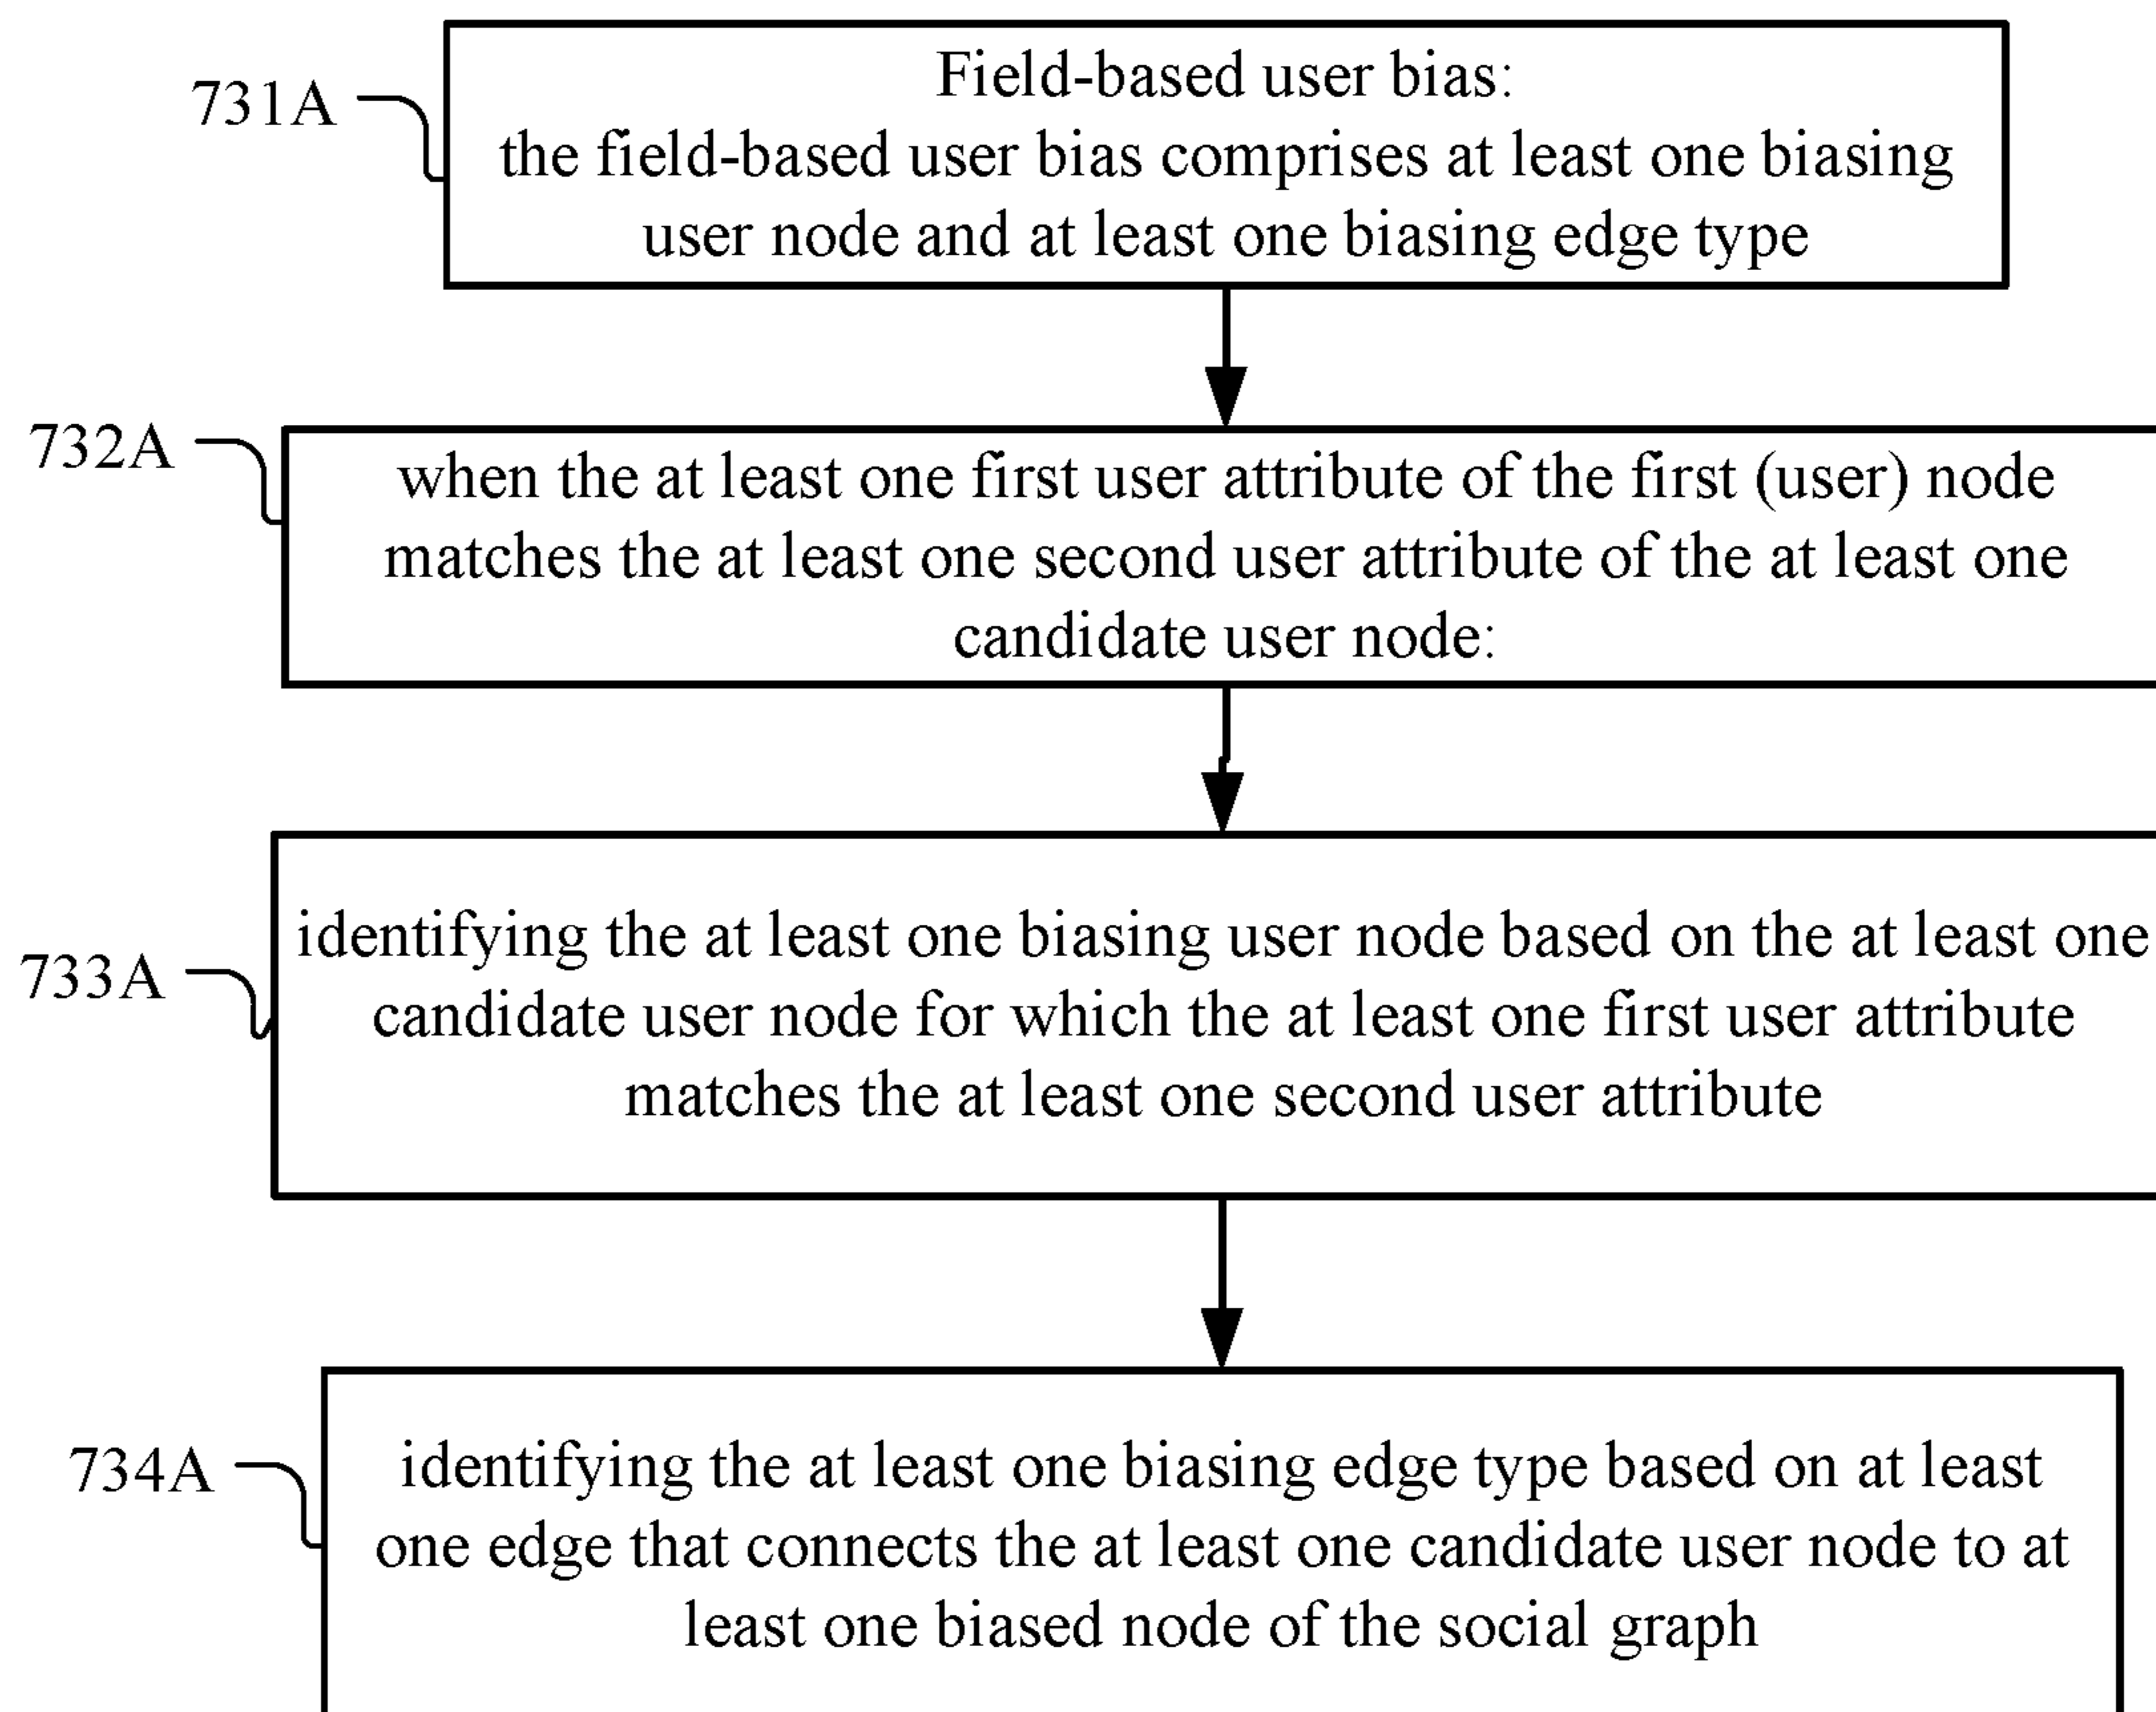 731A
Field-based user bias:
the field-based user bias comprises at least one biasing
user node and at least one biasing edge type
732A
when the at least one first user attribute of the first (user) node
matches the at least one second user attribute of the at least one
candidate user node:
733A
identifying the at least one biasing user node based on the at least one
candidate user node for which the at least one first user attribute
matches the at least one second user attribute
734A
identifying the at least one biasing edge type based on at least
one edge that connects the at least one candidate user node to at
least one biased node of the social graph